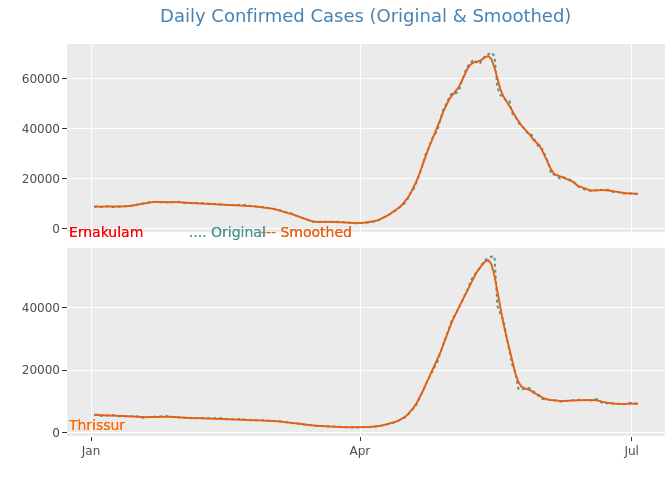 Daily Confirmed Cases (Original & Smoothed)
60000
40000
20000
0
Ernakulam .... Original --- Smoothed
40000
20000
0
Thrissur
Jan Apr Jul